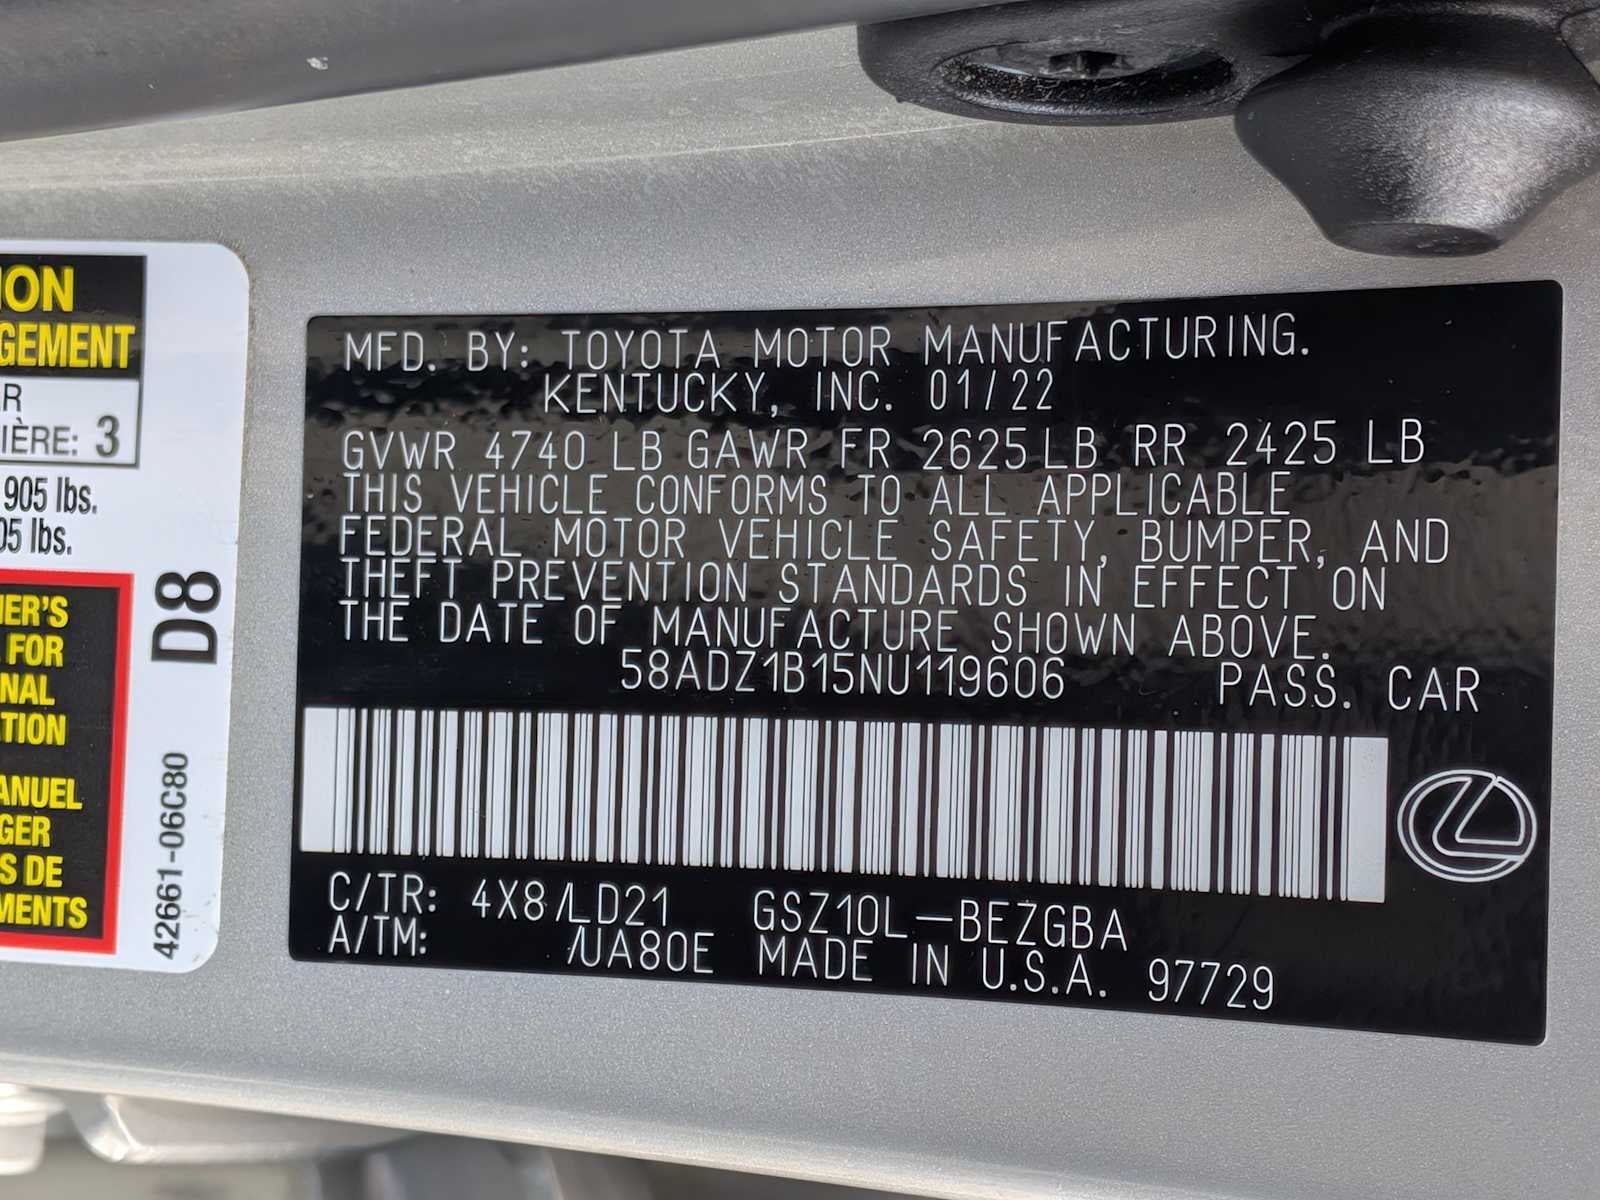 ION
GEMENT
R
IÈRE: 3
905 lbs.
05 lbs.
ER'S
FOR
NAL
TION
ANUEL
GER
S DE
MENTS
D8
42661-06C80
MFD. BY: TOYOTA MOTOR MANUFACTURING.
KENTUCKY, INC. 01/22
GVWR 4740 LB GAWR FR 2625 LB RR 2425 LB
THIS VEHICLE CONFORMS TO ALL APPLICABLE
FEDERAL MOTOR VEHICLE SAFETY, BUMPER, AND
THEFT PREVENTION STANDARDS IN EFFECT ON
THE DATE OF MANUFACTURE SHOWN ABOVE.
58ADZ1B15NU119606 PASS. CAR
C/TR: 4X8/LD21 GSZ10L-BEZGBA
A/TM: /UA80E MADE IN U.S.A. 97729